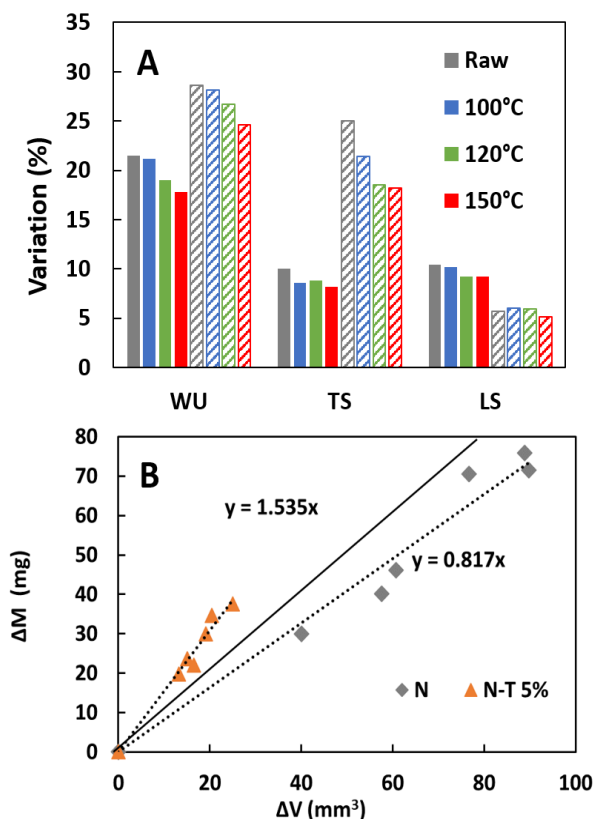 A
Variation (%)
35
30
25
20
15
10
5
0
Raw
100°C
120°C
150°C
WU TS LS
B
ΔM (mg)
80
70
60
50
40
30
20
10
0
y = 1.535x
y = 0.817x
N N-T 5%
0 20 40 60 80 100
ΔV (mm³)